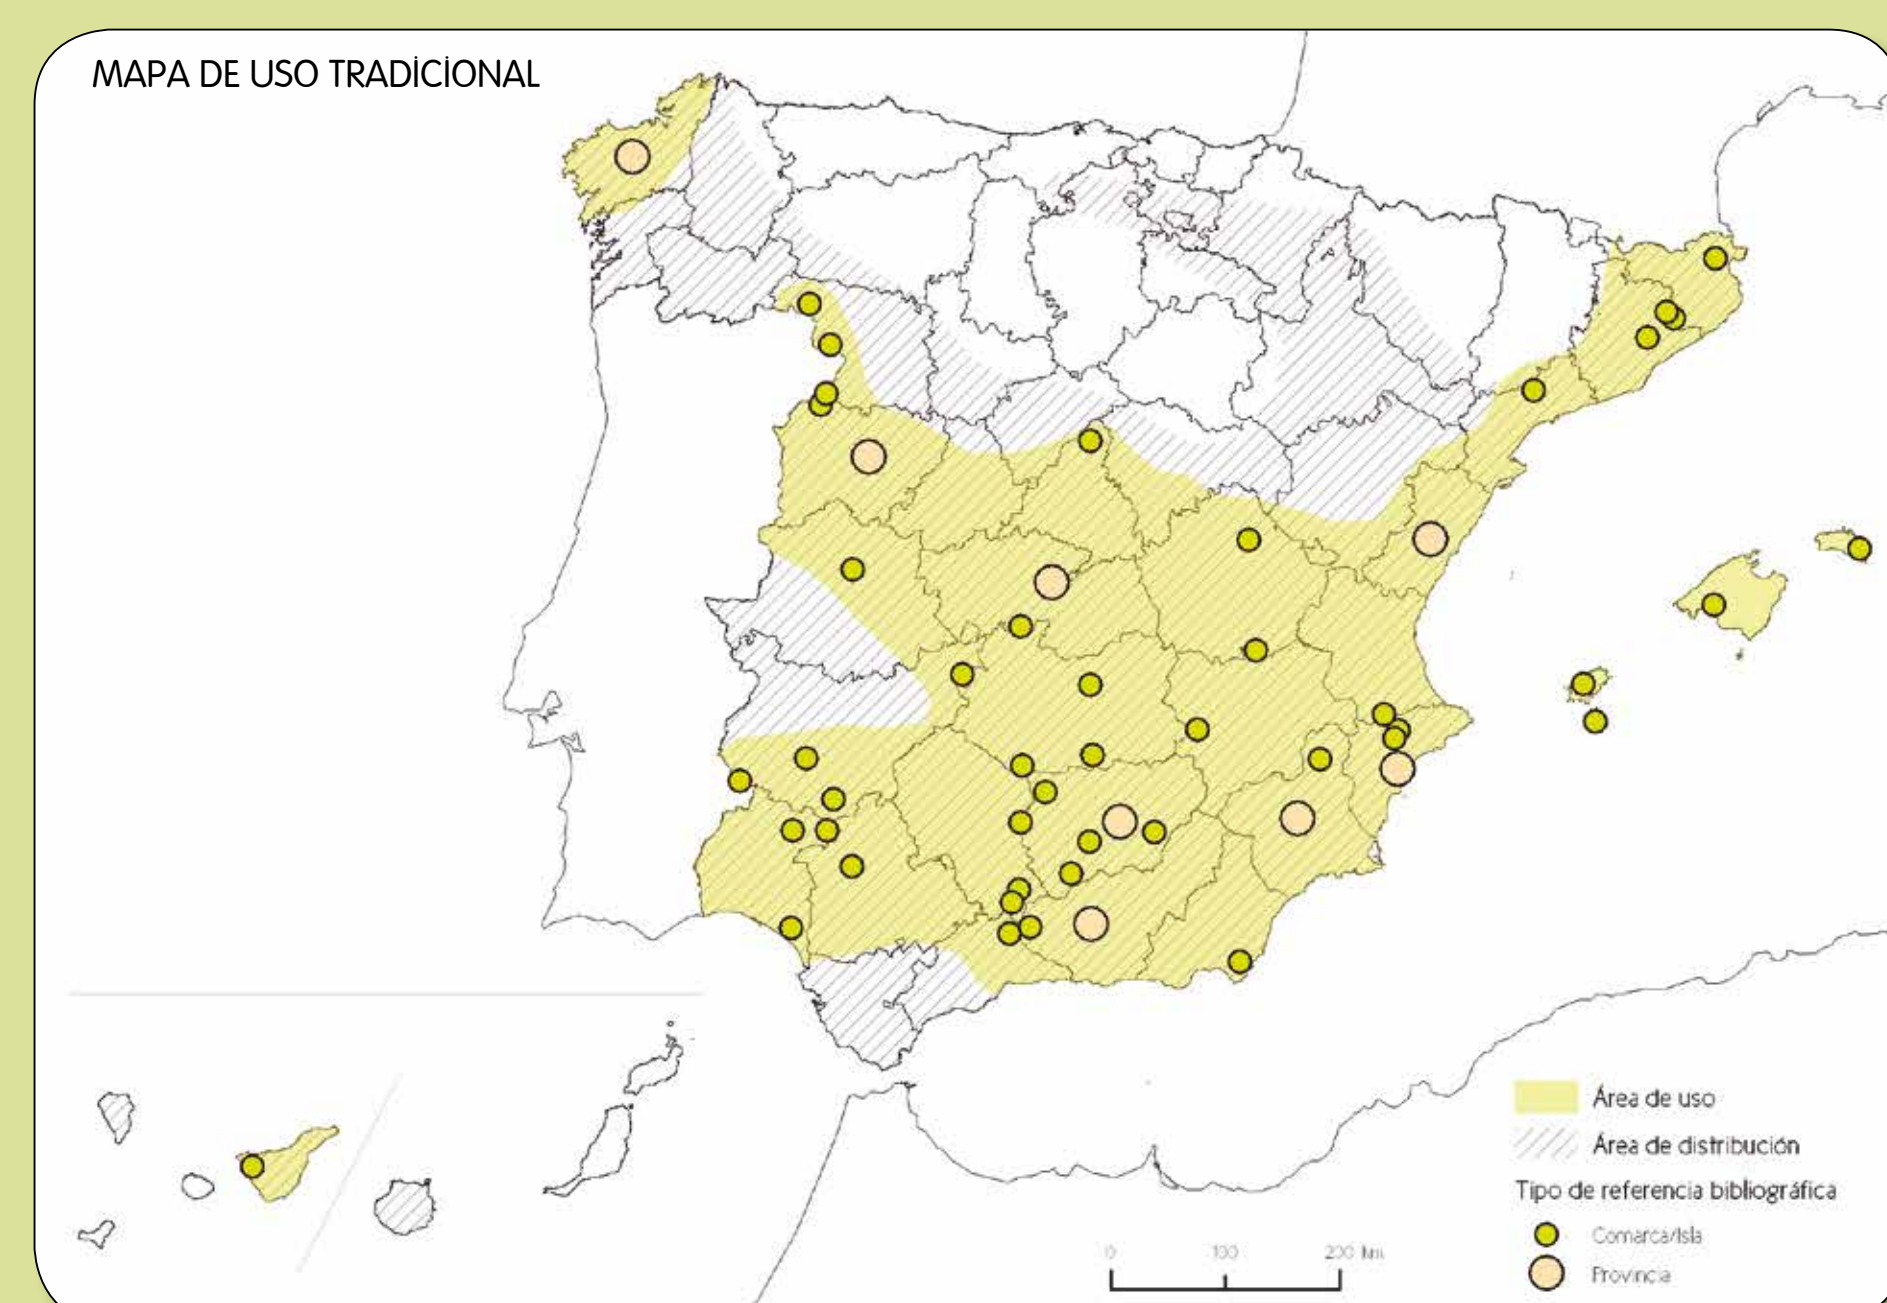 MAPA DE USO TRADICIONAL
Área de uso
Área de distribución
Tipo de referencia bibliográfica
Comarca/Isla
Provincia
0 100 200 km